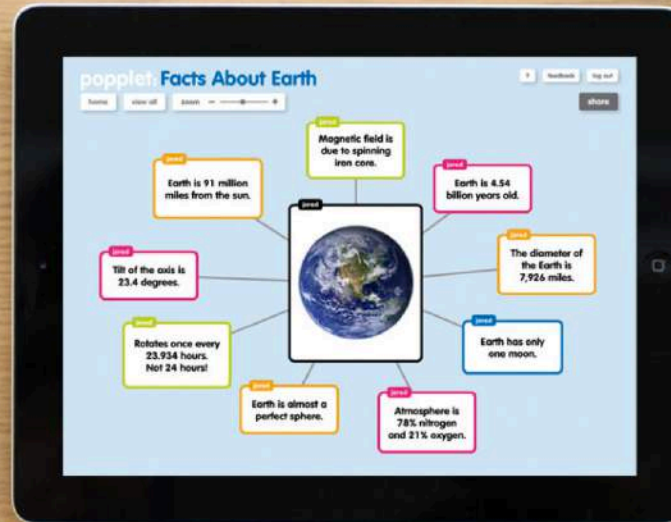 popplet: Facts About Earth
? feedback log out
home view all zoom - +
share
jared
Magnetic field is
due to spinning
iron core.
jared
Earth is 91 million
miles from the sun.
jared
Earth is 4.54
billion years old.
jared
jared
Tilt of the axis is
23.4 degrees.
jared
The diameter of
the Earth is
7,926 miles.
jared
Rotates once every
23.934 hours.
Not 24 hours!
jared
Earth has only
one moon.
jared
Earth is almost a
perfect sphere.
jared
Atmosphere is
78% nitrogen
and 21% oxygen.